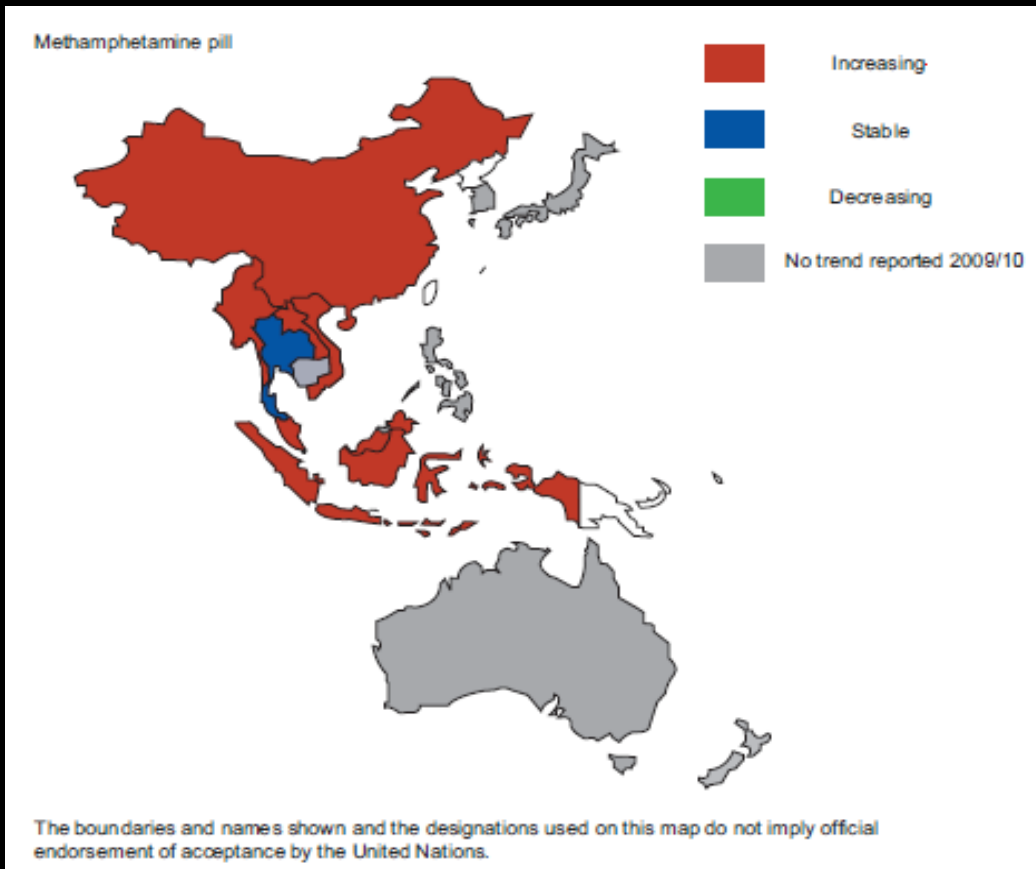 Methamphetamine pill
Increasing
Stable
Decreasing
No trend reported 2009/10
The boundaries and names shown and the designations used on this map do not imply official
endorsement of acceptance by the United Nations.